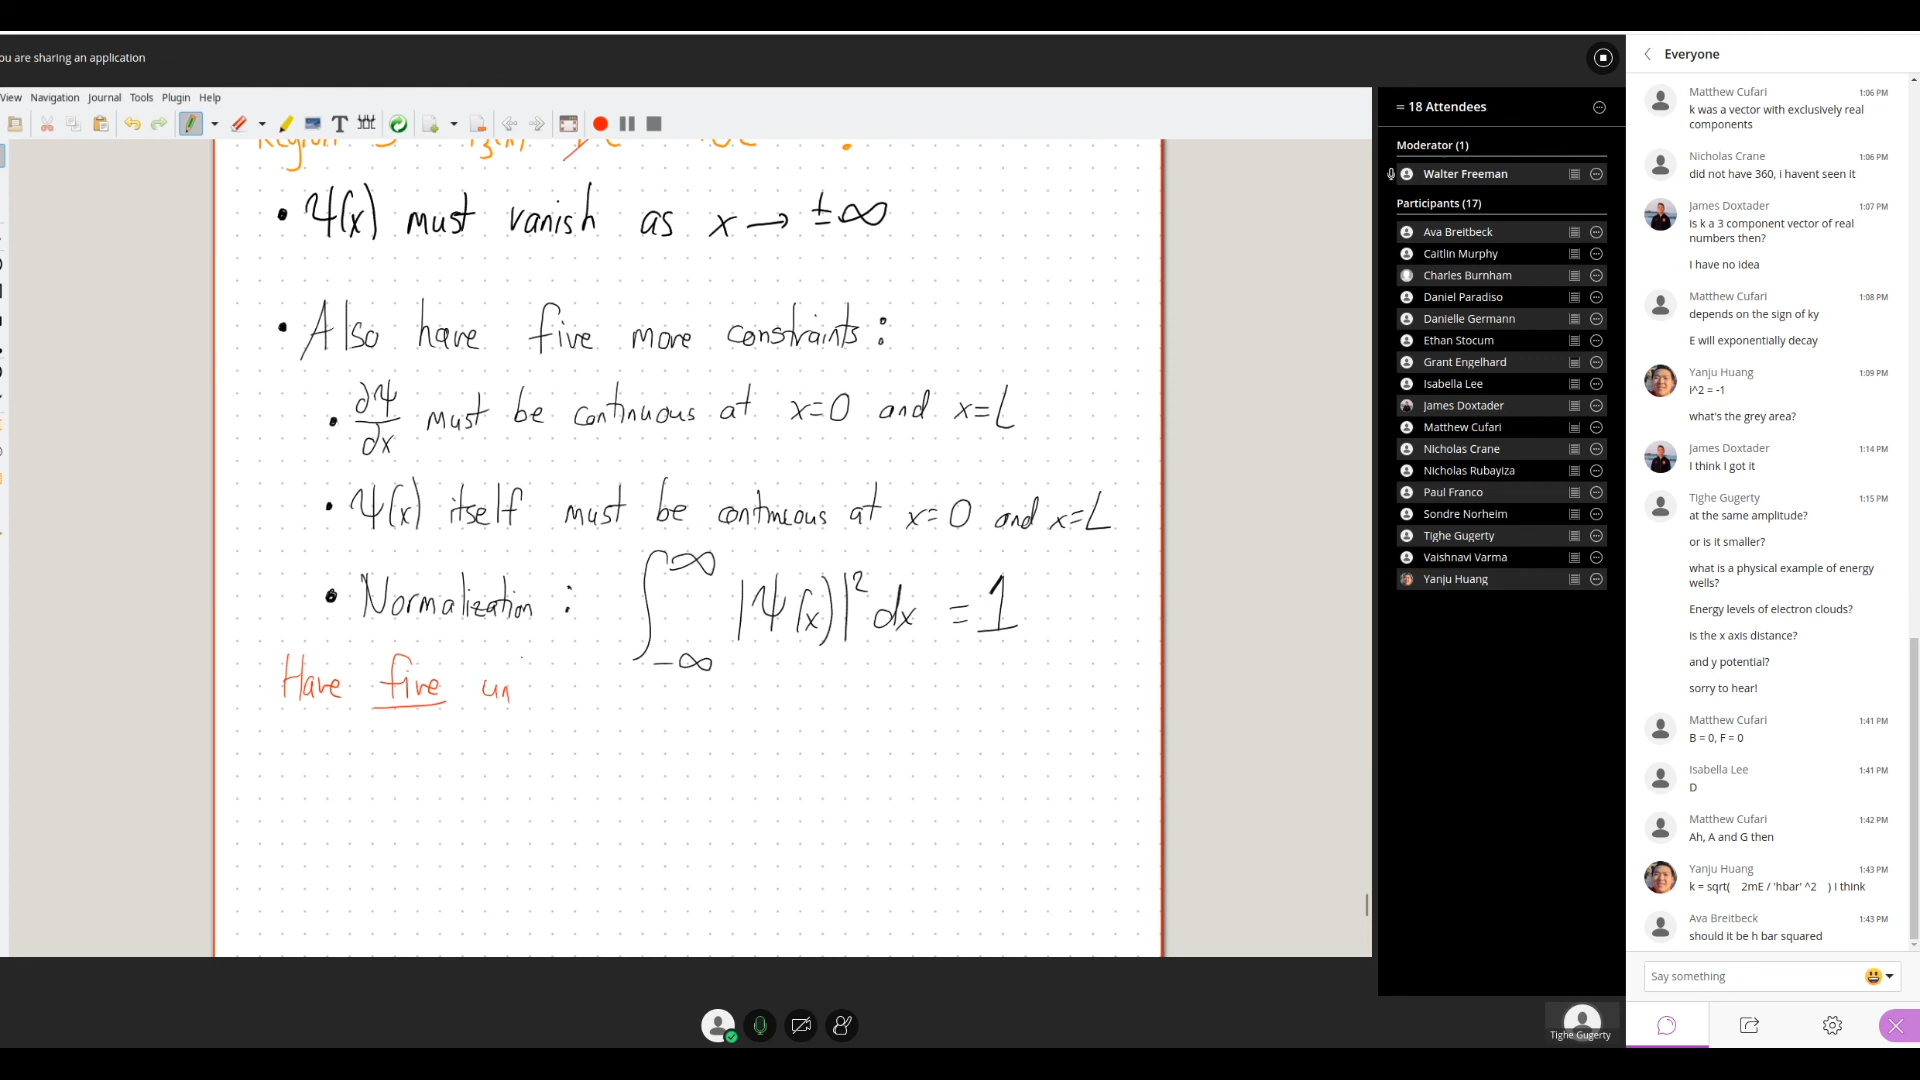 ou are sharing an application
View Navigation Journal Tools Plugin Help
Region 3
• Ψ(x) must vanish as x → ±∞
• Also have five more constraints:
• ∂Ψ/∂x must be continuous at x=0 and x=L
• Ψ(x) itself must be continuous at x=0 and x=L
• Normalization : ∫_{-∞}^{∞} |Ψ(x)|² dx = 1
Have five un
18 Attendees
Moderator (1)
Walter Freeman
Participants (17)
Ava Breitbeck
Caitlin Murphy
Charles Burnham
Daniel Paradiso
Danielle Germann
Ethan Stocum
Grant Engelhard
Isabella Lee
James Doxtader
Matthew Cufari
Nicholas Crane
Nicholas Rubayiza
Paul Franco
Sondre Norheim
Tighe Gugerty
Vaishnavi Varma
Yanju Huang
Tighe Gugerty
Everyone
Matthew Cufari 1:06 PM
k was a vector with exclusively real
components
Nicholas Crane 1:06 PM
did not have 360, i havent seen it
James Doxtader 1:07 PM
is k a 3 component vector of real
numbers then?
I have no idea
Matthew Cufari 1:08 PM
depends on the sign of ky
E will exponentially decay
Yanju Huang 1:09 PM
i^2 = -1
what's the grey area?
James Doxtader 1:14 PM
I think I got it
Tighe Gugerty 1:15 PM
at the same amplitude?
or is it smaller?
what is a physical example of energy
wells?
Energy levels of electron clouds?
is the x axis distance?
and y potential?
sorry to hear!
Matthew Cufari 1:41 PM
B = 0, F = 0
Isabella Lee 1:41 PM
D
Matthew Cufari 1:42 PM
Ah, A and G then
Yanju Huang 1:43 PM
k = sqrt( 2mE / 'hbar' ^2 ) I think
Ava Breitbeck 1:43 PM
should it be h bar squared
Say something